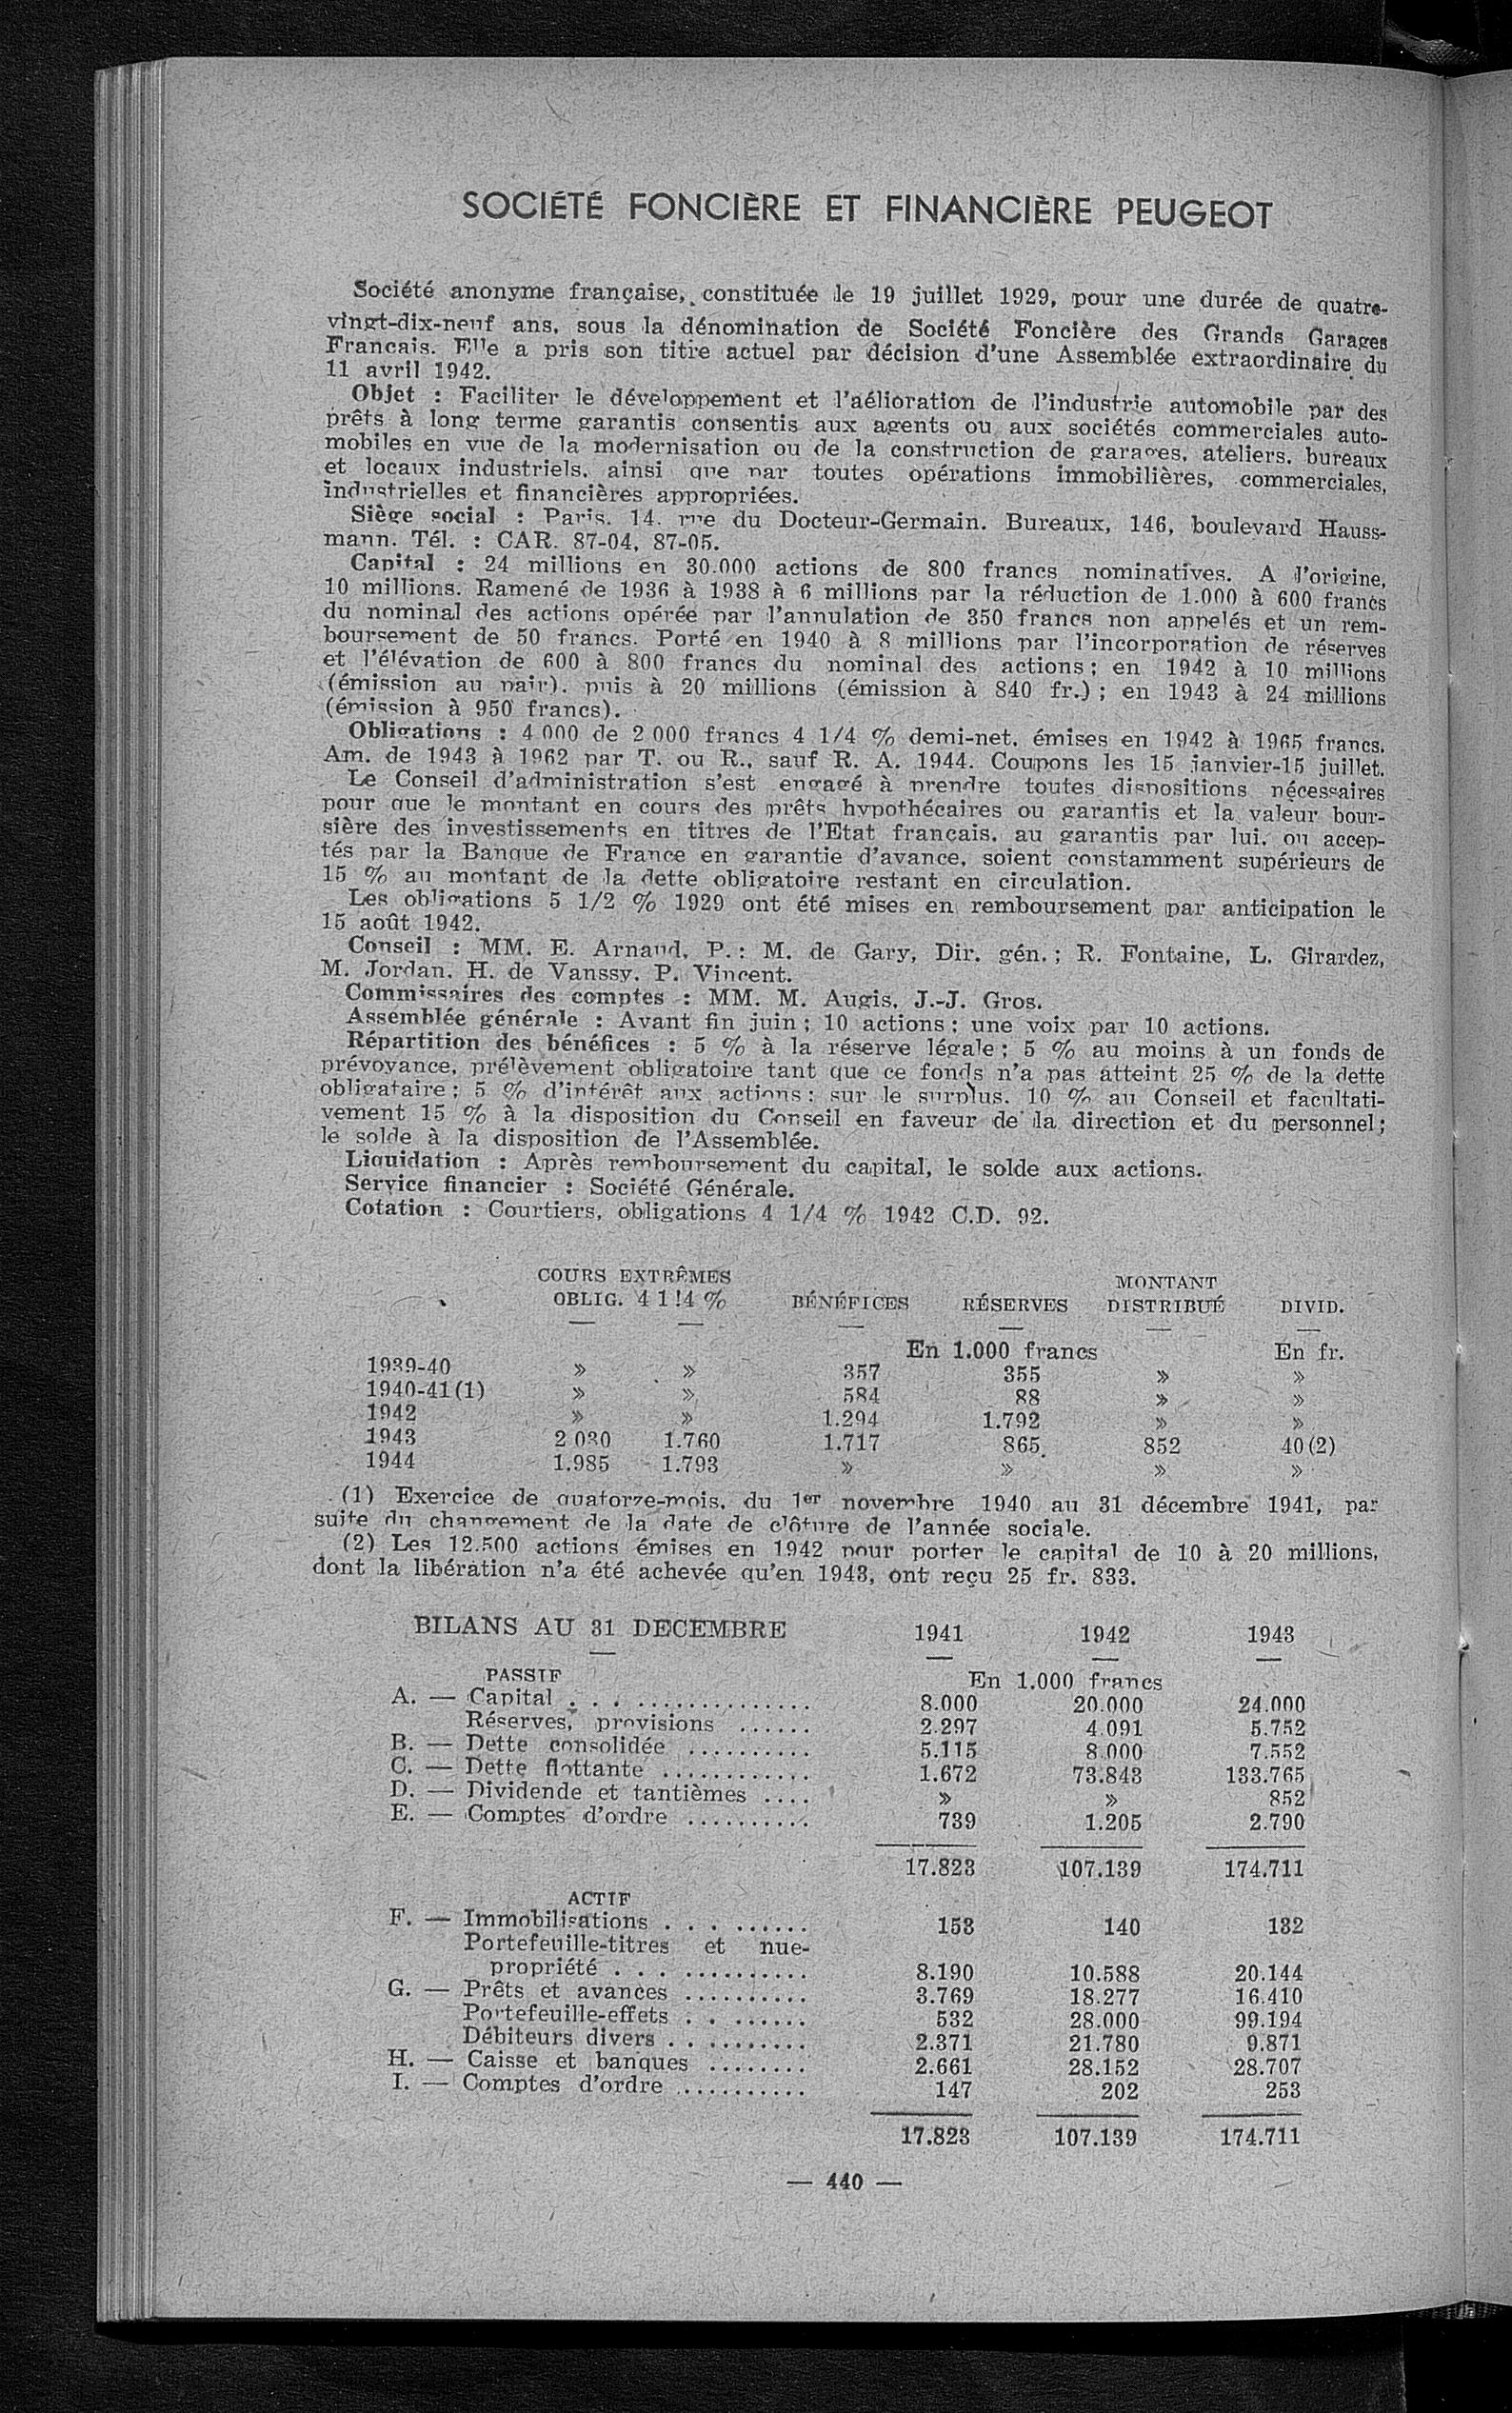 SOCIÉTÉ FONCIÈRE ET FINANCIÈRE PEUGEOT
Société anonyme française, constituée le 19 juillet 1929, pour une durée de quatre-
vingt-dix-neuf ans, sous la dénomination de Société Foncière des Grands Garages
Francais. Elle a pris son titre actuel par décision d'une Assemblée extraordinaire du
11 avril 1942.
Objet : Faciliter le développement et l'aélioration de l'industrie automobile par des
prêts à long terme garantis consentis aux agents ou aux sociétés commerciales auto-
mobiles en vue de la modernisation ou de la construction de garages, ateliers, bureaux
et locaux industriels, ainsi que par toutes opérations immobilières, commerciales,
industrielles et financières appropriées.
Siège social : Paris. 14. rue du Docteur-Germain. Bureaux, 146, boulevard Hauss-
mann. Tél. : CAR. 87-04, 87-05.
Capital : 24 millions en 30.000 actions de 800 francs nominatives. A l'origine,
10 millions. Ramené de 1936 à 1938 à 6 millions par la réduction de 1.000 à 600 francs
du nominal des actions opérée par l'annulation de 350 francs non appelés et un rem-
boursement de 50 francs. Porté en 1940 à 8 millions par l'incorporation de réserves
et l'élévation de 600 à 800 francs du nominal des actions; en 1942 à 10 millions
(émission au pair). puis à 20 millions (émission à 840 fr.) ; en 1943 à 24 millions
(émission à 950 francs).
Obligations : 4 000 de 2 000 francs 4 1/4 % demi-net. émises en 1942 à 1965 francs.
Am. de 1943 à 1962 par T. ou R., sauf R. A. 1944. Coupons les 15 janvier-15 juillet.
Le Conseil d'administration s'est engagé à prendre toutes dispositions nécessaires
pour que le montant en cours des prêts hypothécaires ou garantis et la valeur bour-
sière des investissements en titres de l'Etat francais. au garantis par lui, ou accep-
tés par la Banque de France en garantie d'avance, soient constamment supérieurs de
15 % au montant de la dette obligatoire restant en circulation.
Les obligations 5 1/2 % 1929 ont été mises en remboursement par anticipation le
15 août 1942.
Conseil : MM. E. Arnaud, P.: M. de Gary, Dir. gén. ; R. Fontaine, L. Girardez,
M. Jordan. H. de Vanssy. P. Vincent.
Commissaires des comptes : MM. M. Augis, J.-J. Gros.
Assemblée générale : Avant fin juin ; 10 actions ; une voix par 10 actions.
Répartition des bénéfices : 5 % à la réserve légale; 5 % au moins à un fonds de
prévoyance, prélèvement obligatoire tant que ce fonds n'a pas atteint 25 % de la dette
obligataire ; 5 % d'intérêt aux actions : sur le surplus. 10 % au Conseil et facultati-
vement 15 % à la disposition du Conseil en faveur de la direction et du personnel;
le solde à la disposition de l'Assemblée.
Liquidation : Après remboursement du capital, le solde aux actions.
Service financier : Société Générale.
Cotation : Courtiers, obligations 4 1/4 % 1942 C.D. 92.
COURS EXTRÊMES MONTANT
OBLIG. 4 1!4 % BÉNÉFICES RÉSERVES DISTRIBUÉ DIVID.
En 1.000 francs En fr.
1939-40 » » 357 355 » »
1940-41 (1) » » 584 88 » »
1942 » » 1.294 1.792 » »
1943 2 030 1.760 1.717 865 852 40 (2)
1944 1.985 1.793 » » » »
(1) Exercice de quatorze-mois. du 1er novembre 1940 au 31 décembre 1941, par
suite du changement de la date de clôture de l'année sociale.
(2) Les 12.500 actions émises en 1942 pour porter le capital de 10 à 20 millions,
dont la libération n'a été achevée qu'en 1943, ont reçu 25 fr. 833.
BILANS AU 31 DECEMBRE 1941 1942 1943
PASSIF En 1.000 francs
A. — Capital . . . ............... 8.000 20.000 24.000
Réserves, provisions ...... 2.297 4.091 5.752
B. — Dette consolidée .......... 5.115 8.000 7.552
C. — Dette flottante ............ 1.672 73.843 133.765
D. — Dividende et tantièmes .... » » 852
E. — Comptes d'ordre .......... 739 1.205 2.790
17.823 107.139 174.711
ACTIF
F. — Immobilisations . . . ....... 153 140 132
Portefeuille-titres et nue-
propriété . . . ............ 8.190 10.588 20.144
G. — Prêts et avances .......... 3.769 18.277 16.410
Portefeuille-effets . . ....... 532 28.000 99.194
Débiteurs divers . . ......... 2.371 21.780 9.871
H. — Caisse et banques ........ 2.661 28.152 28.707
I. — Comptes d'ordre ........... 147 202 253
17.823 107.139 174.711
— 440 —